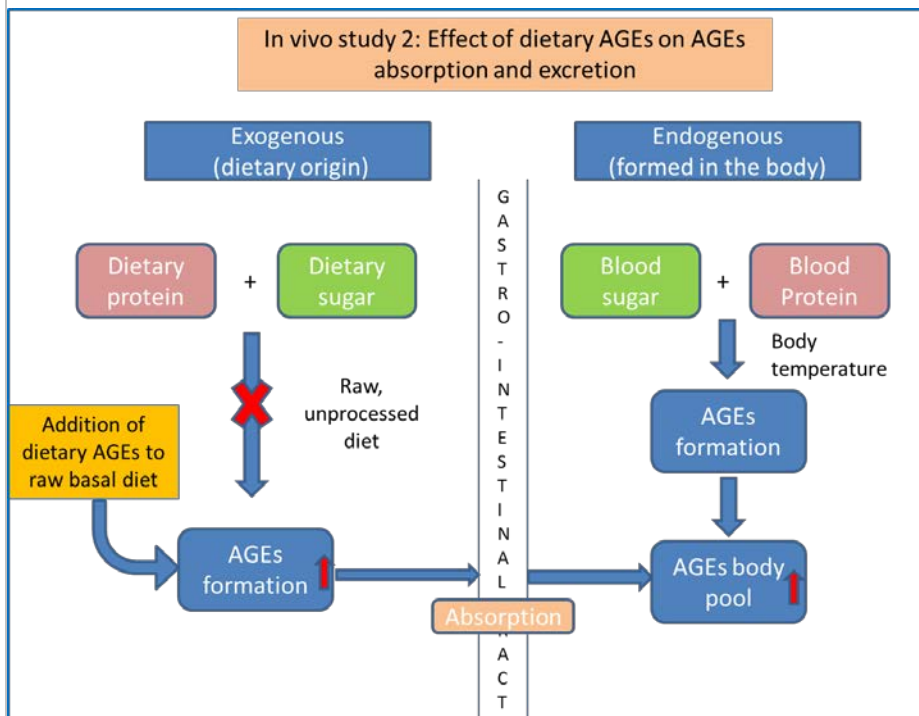 In vivo study 2: Effect of dietary AGEs on AGEs
absorption and excretion
Exogenous
(dietary origin)
Endogenous
(formed in the body)
Dietary
protein
+
Dietary
sugar
Blood
sugar
+
Blood
Protein
Raw,
unprocessed
diet
Body
temperature
Addition of
dietary AGEs to
raw basal diet
AGEs
formation
AGEs
formation
AGEs body
pool
G
A
S
T
R
O
-
I
N
T
E
S
T
I
N
A
L
Absorption
R
A
C
T